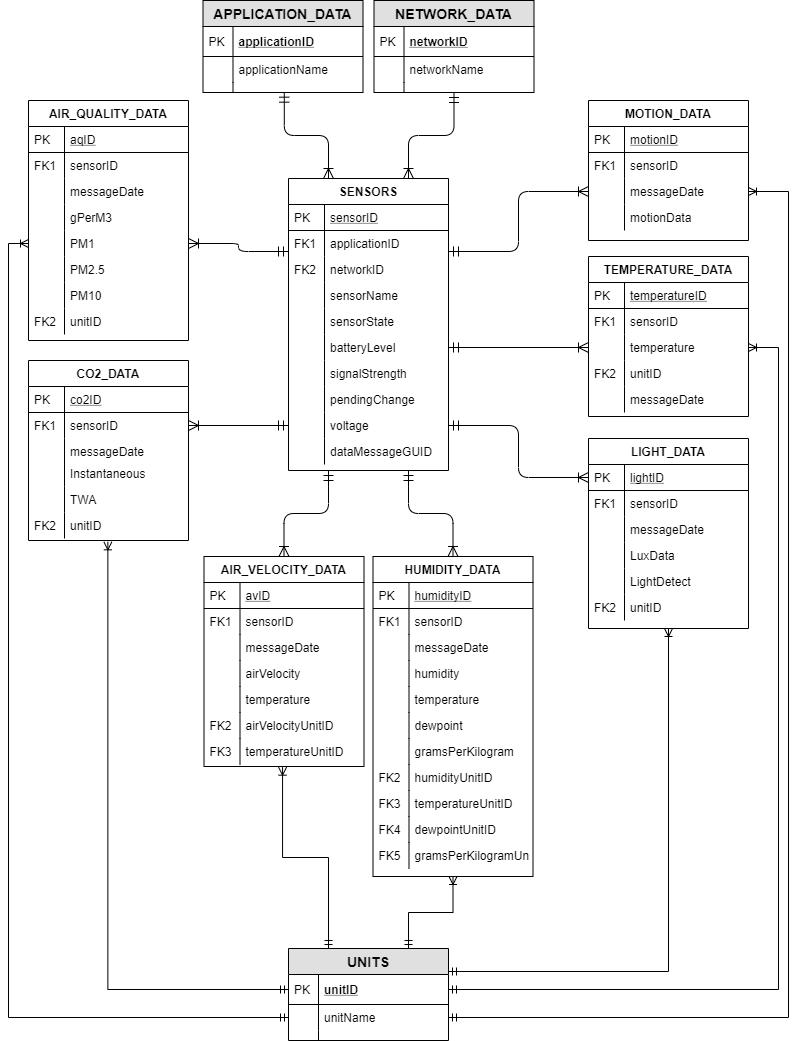 APPLICATION_DATA
PK applicationID
applicationName
NETWORK_DATA
PK networkID
networkName
AIR_QUALITY_DATA
PK aqID
FK1 sensorID
messageDate
gPerM3
PM1
PM2.5
PM10
FK2 unitID
SENSORS
PK sensorID
FK1 applicationID
FK2 networkID
sensorName
sensorState
batteryLevel
signalStrength
pendingChange
voltage
dataMessageGUID
MOTION_DATA
PK motionID
FK1 sensorID
messageDate
motionData
TEMPERATURE_DATA
PK temperatureID
FK1 sensorID
temperature
FK2 unitID
messageDate
CO2_DATA
PK co2ID
FK1 sensorID
messageDate
Instantaneous
TWA
FK2 unitID
LIGHT_DATA
PK lightID
FK1 sensorID
messageDate
LuxData
LightDetect
FK2 unitID
AIR_VELOCITY_DATA
PK avID
FK1 sensorID
messageDate
airVelocity
temperature
FK2 airVelocityUnitID
FK3 temperatureUnitID
HUMIDITY_DATA
PK humidityID
FK1 sensorID
messageDate
humidity
temperature
dewpoint
gramsPerKilogram
FK2 humidityUnitID
FK3 temperatureUnitID
FK4 dewpointUnitID
FK5 gramsPerKilogramUn
UNITS
PK unitID
unitName